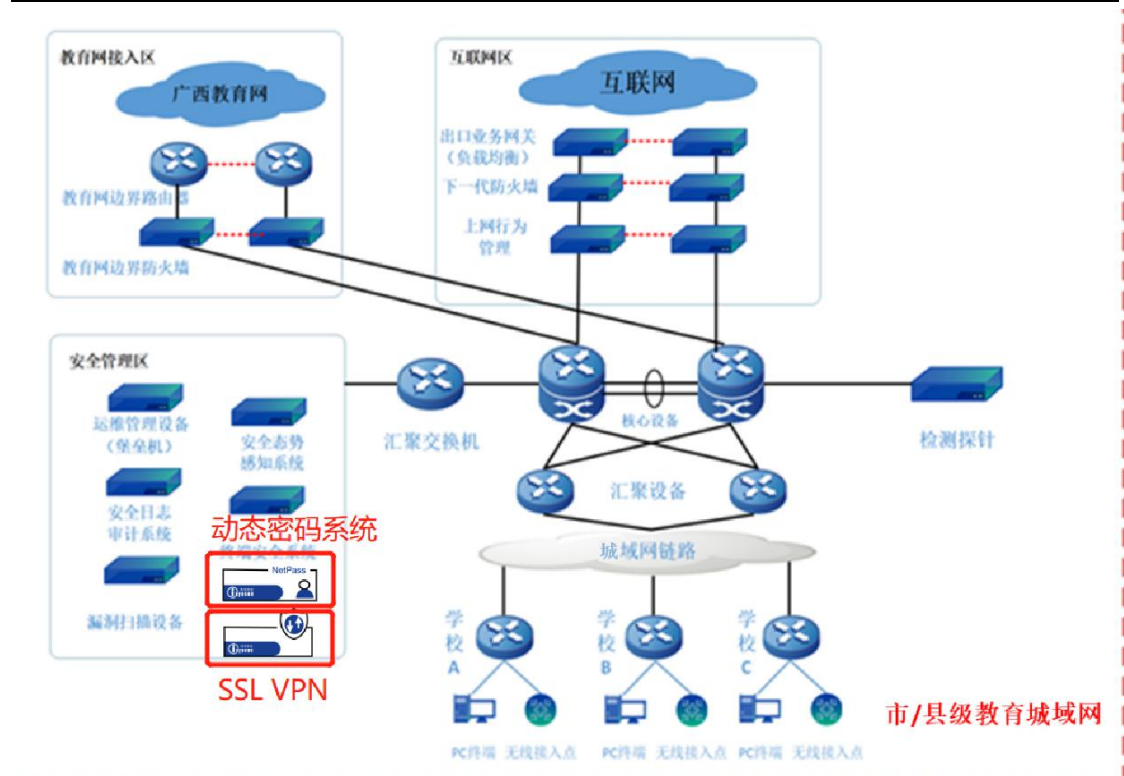 教育网接入区
广西教育网
教育网边界路由器
教育网边界防火墙
互联网区
互联网
出口业务网关
（负载均衡）
下一代防火墙
上网行为
管理
安全管理区
运维管理设备
（堡垒机）
安全态势
感知系统
安全日志
审计系统
动态密码系统
终端安全系统
NetPass
漏洞扫描设备
SSL VPN
汇聚交换机
核心设备
检测探针
汇聚设备
城域网链路
学校A
学校B
学校C
PC终端 无线接入点
PC终端 无线接入点
PC终端 无线接入点
市/县级教育城域网